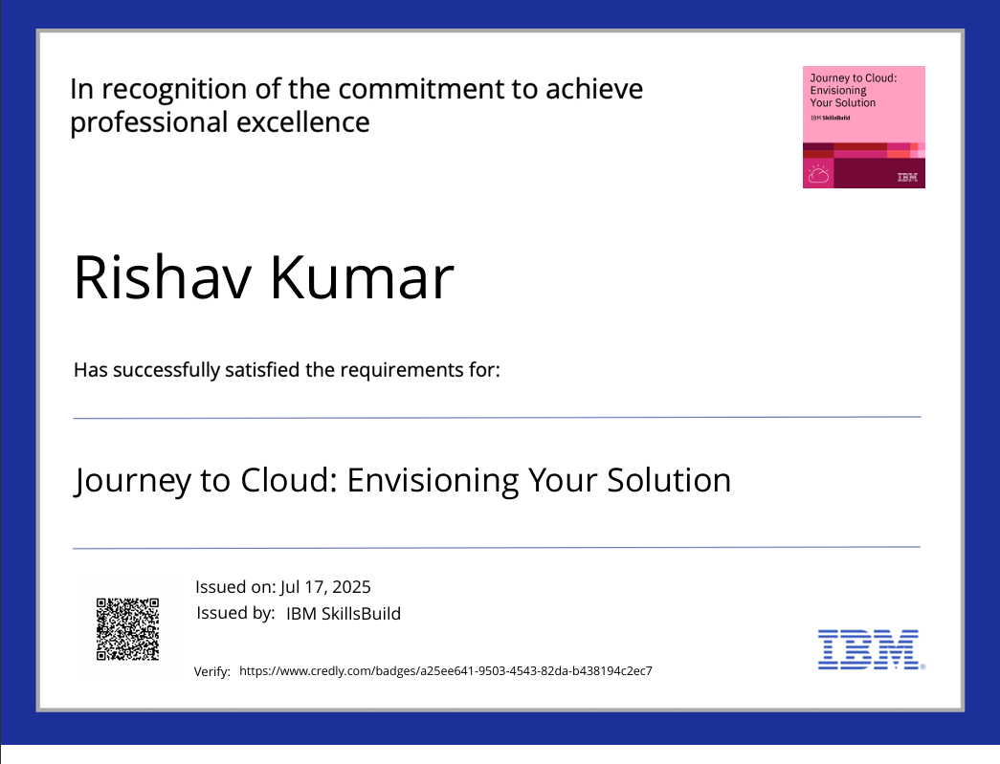 In recognition of the commitment to achieve
professional excellence
Journey to Cloud:
Envisioning
Your Solution
IBM SkillsBuild
IBM
Rishav Kumar
Has successfully satisfied the requirements for:
Journey to Cloud: Envisioning Your Solution
Issued on: Jul 17, 2025
Issued by: IBM SkillsBuild
Verify: https://www.credly.com/badges/a25ee641-9503-4543-82da-b438194c2ec7
IBM®